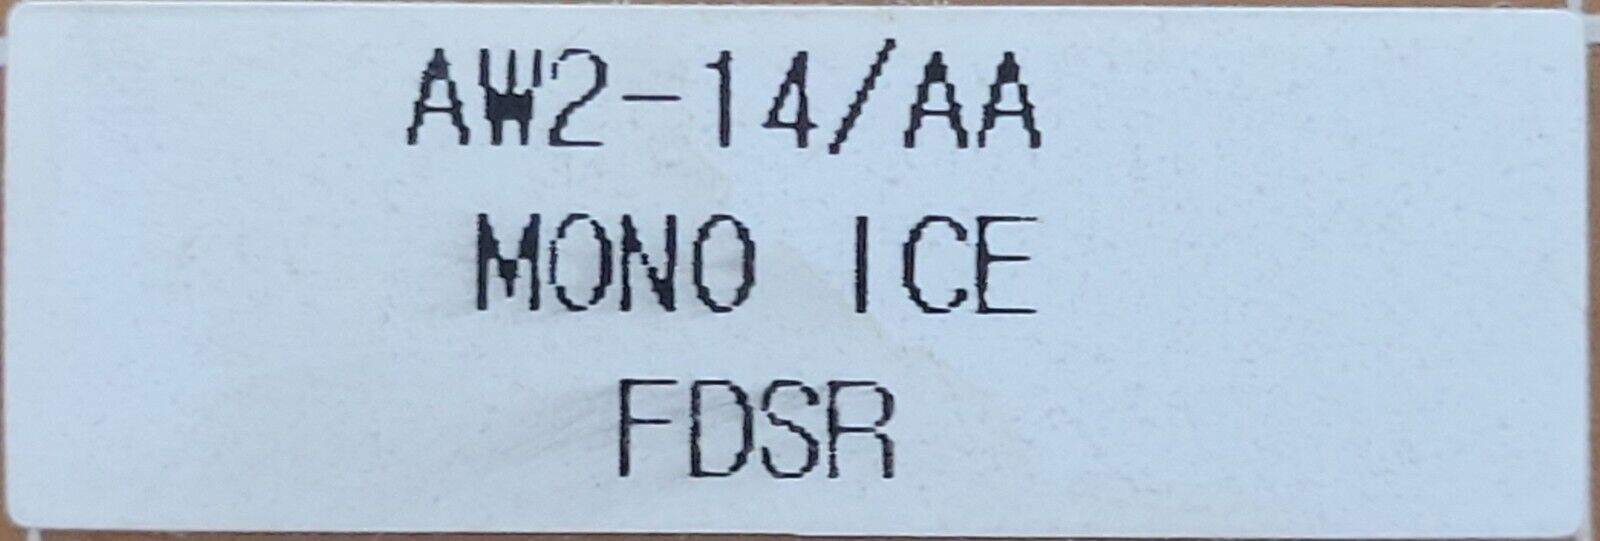 AW2-14/AA
MONO ICE
FDSR